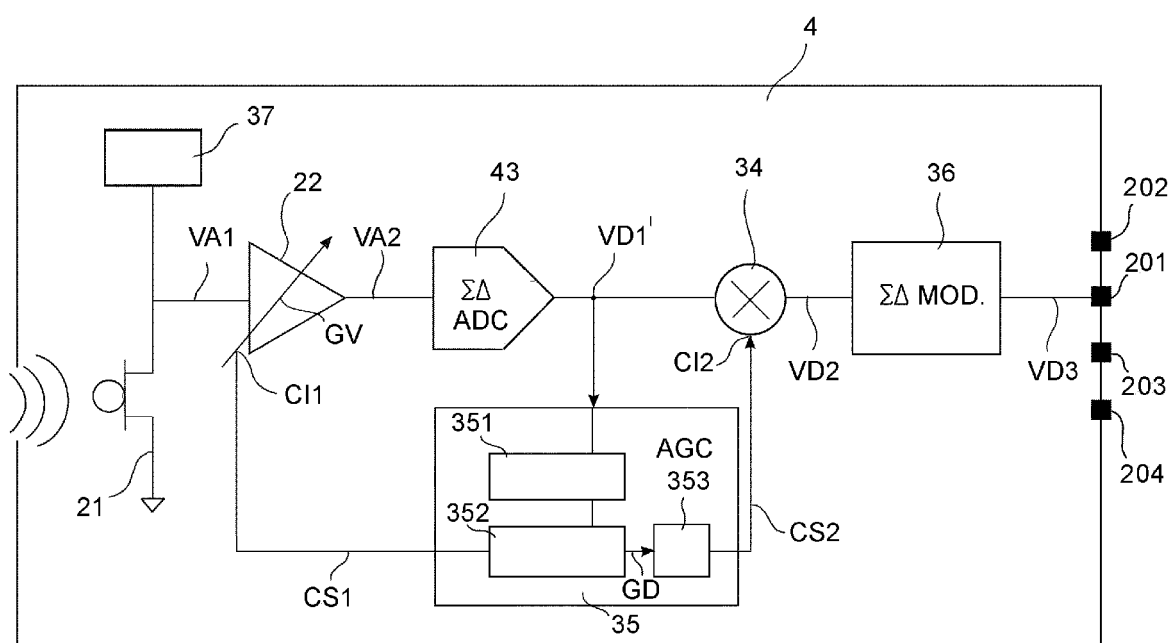 4
37
22
43
34
36
202
VA1
VA2
VD1'
201
ΣΔ
ADC
ΣΔ MOD.
GV
CI1
CI2
VD2
VD3
203
351
AGC
204
353
21
352
CS2
CS1
GD
35